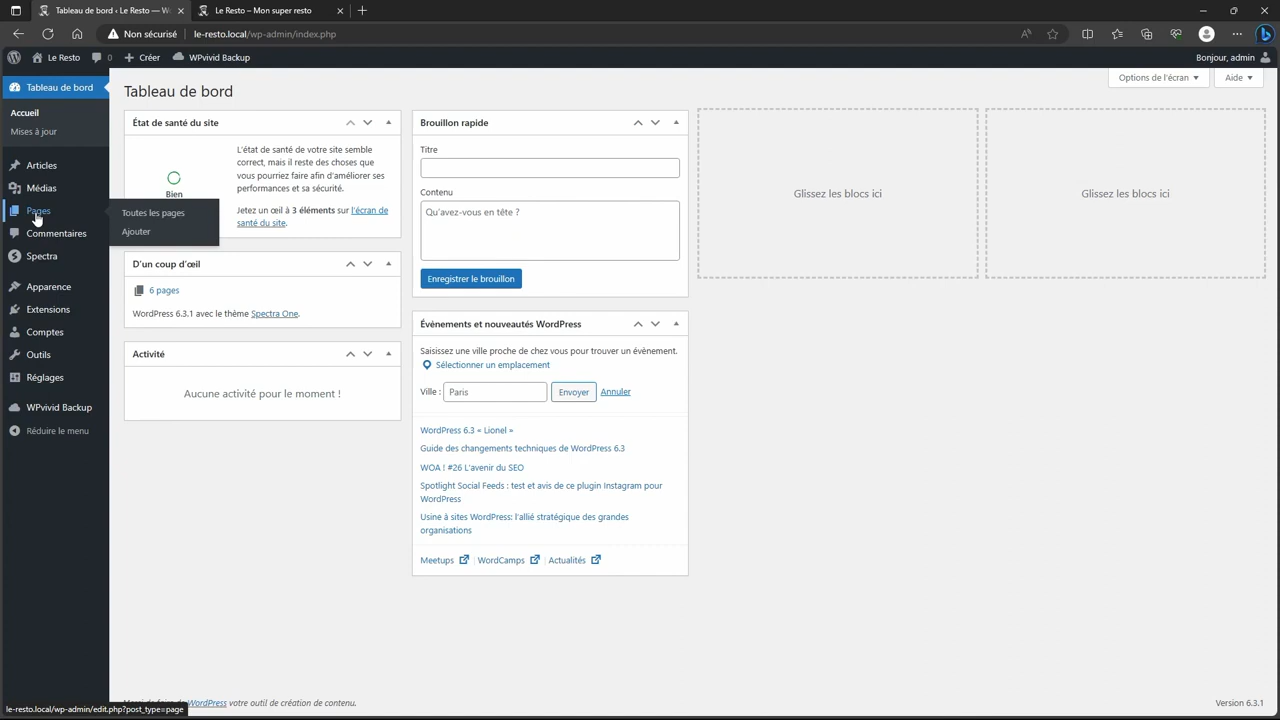 Tableau de bord ‹ Le Resto — W
Le Resto – Mon super resto
Non sécurisé
le-resto.local/wp-admin/index.php
Le Resto
0
Créer
WPvivid Backup
Bonjour, admin
Tableau de bord
Accueil
Mises à jour
Articles
Médias
Pages
Commentaires
Spectra
Apparence
Extensions
Comptes
Outils
Réglages
WPvivid Backup
Réduire le menu
Toutes les pages
Ajouter
Options de l'écran
Aide
Tableau de bord
État de santé du site
L'état de santé de votre site semble
correct, mais il reste des choses que
vous pourriez faire afin d'améliorer ses
performances et sa sécurité.
Bien
Jetez un œil à 3 éléments sur l'écran de
santé du site.
D'un coup d'œil
6 pages
WordPress 6.3.1 avec le thème Spectra One.
Activité
Aucune activité pour le moment !
Brouillon rapide
Titre
Contenu
Qu'avez-vous en tête ?
Enregistrer le brouillon
Évènements et nouveautés WordPress
Saisissez une ville proche de chez vous pour trouver un évènement.
Sélectionner un emplacement
Ville : Paris Envoyer Annuler
WordPress 6.3 « Lionel »
Guide des changements techniques de WordPress 6.3
WOA ! #26 L'avenir du SEO
Spotlight Social Feeds : test et avis de ce plugin Instagram pour
WordPress
Usine à sites WordPress: l'allié stratégique des grandes
organisations
Meetups | WordCamps | Actualités
Glissez les blocs ici
Glissez les blocs ici
WordPress votre outil de création de contenu.
Version 6.3.1
le-resto.local/wp-admin/edit.php?post_type=page